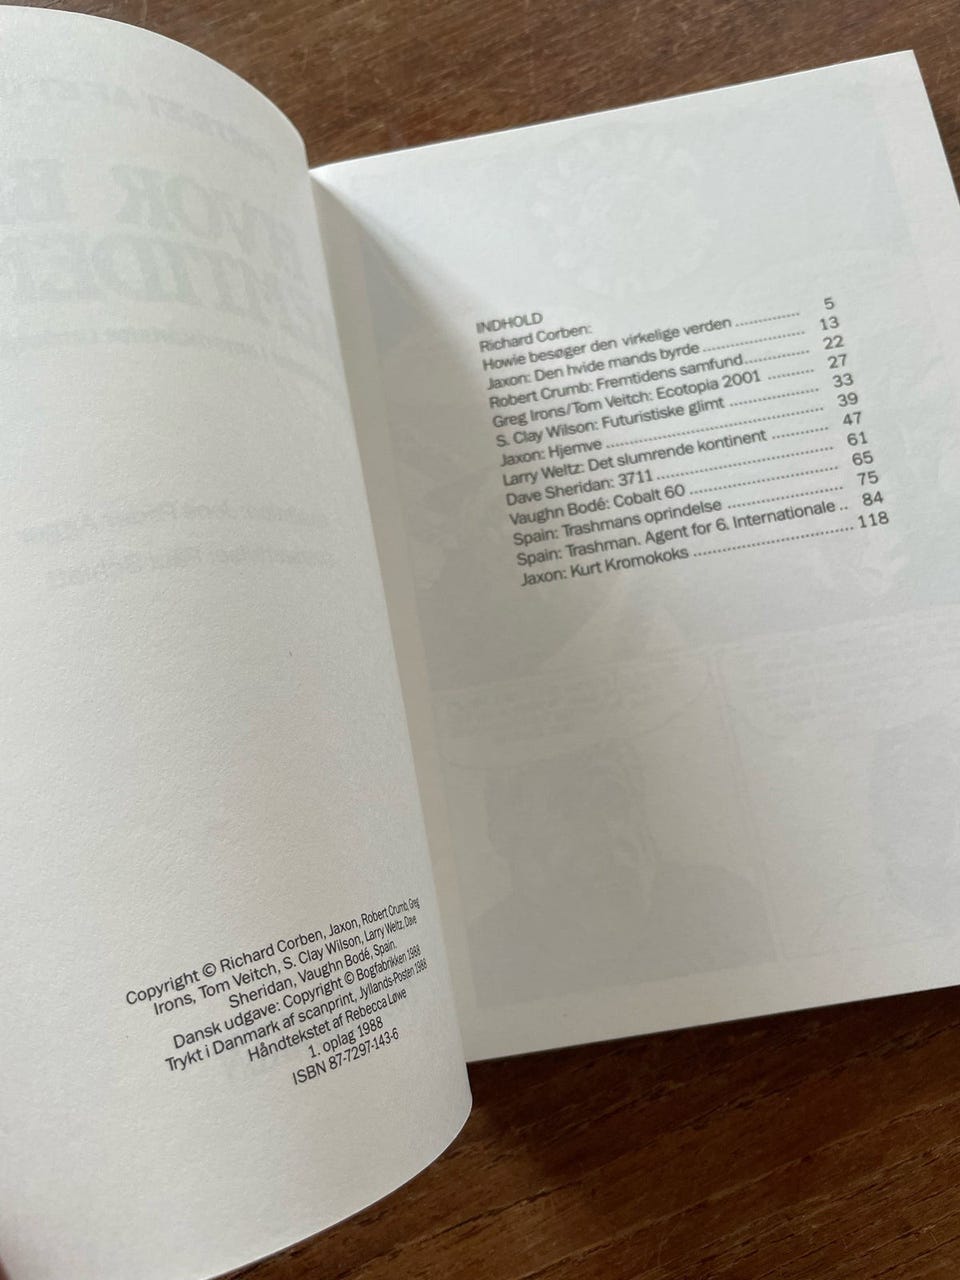 Copyright © Richard Corben, Jaxon, Robert Crumb, Greg
Irons, Tom Veitch, S. Clay Wilson, Larry Weltz, Dave
Sheridan, Vaughn Bodé, Spain.
Dansk udgave: Copyright © Bogfabrikken 1988
Trykt i Danmark af scanprint, Jyllands-Posten 1988
Håndtekstet af Rebecca Løwe
1. oplag 1988
ISBN 87-7297-143-6
INDHOLD
Richard Corben:
Howie besøger den virkelige verden ............ 5
Jaxon: Den hvide mands byrde .................. 13
Robert Crumb: Fremtidens samfund............ 22
Greg Irons/Tom Veitch: Ecotopia 2001 ......... 27
S. Clay Wilson: Futuristiske glimt ................ 33
Jaxon: Hjemve ....................................... 39
Larry Weltz: Det slumrende kontinent ........... 47
Dave Sheridan: 3711 ................................ 61
Vaughn Bodé: Cobalt 60 ........................... 65
Spain: Trashmans oprindelse .................... 75
Spain: Trashman. Agent for 6. Internationale .. 84
Jaxon: Kurt Kromokoks ............................ 118